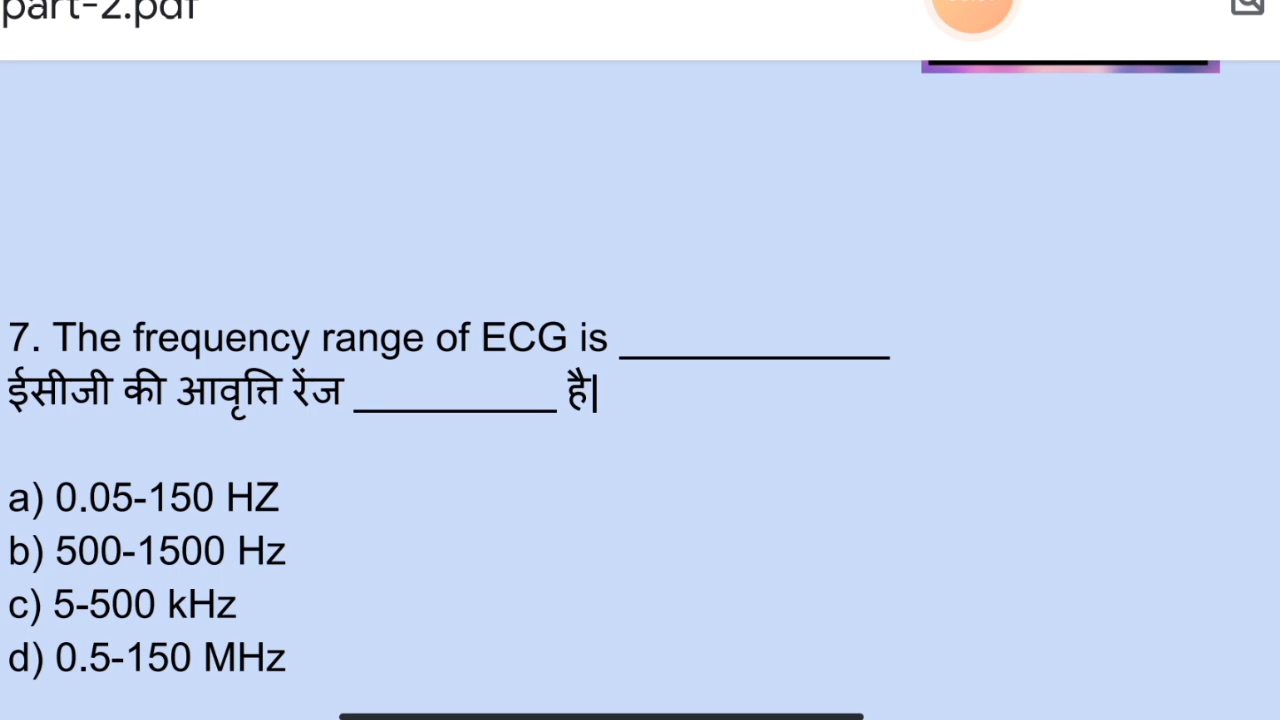 part-2.pdf
7. The frequency range of ECG is ____________
ईसीजी की आवृत्ति रेंज _________ है|
a) 0.05-150 HZ
b) 500-1500 Hz
c) 5-500 kHz
d) 0.5-150 MHz